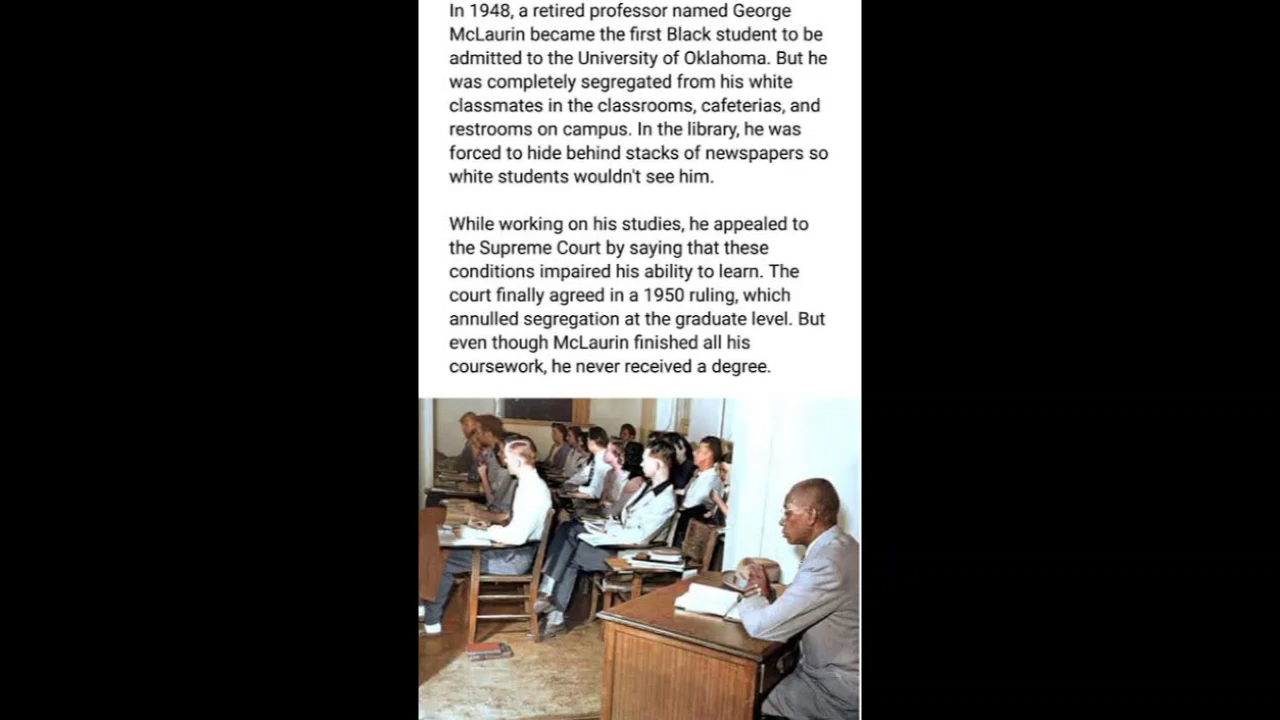 In 1948, a retired professor named George
McLaurin became the first Black student to be
admitted to the University of Oklahoma. But he
was completely segregated from his white
classmates in the classrooms, cafeterias, and
restrooms on campus. In the library, he was
forced to hide behind stacks of newspapers so
white students wouldn't see him.
While working on his studies, he appealed to
the Supreme Court by saying that these
conditions impaired his ability to learn. The
court finally agreed in a 1950 ruling, which
annulled segregation at the graduate level. But
even though McLaurin finished all his
coursework, he never received a degree.